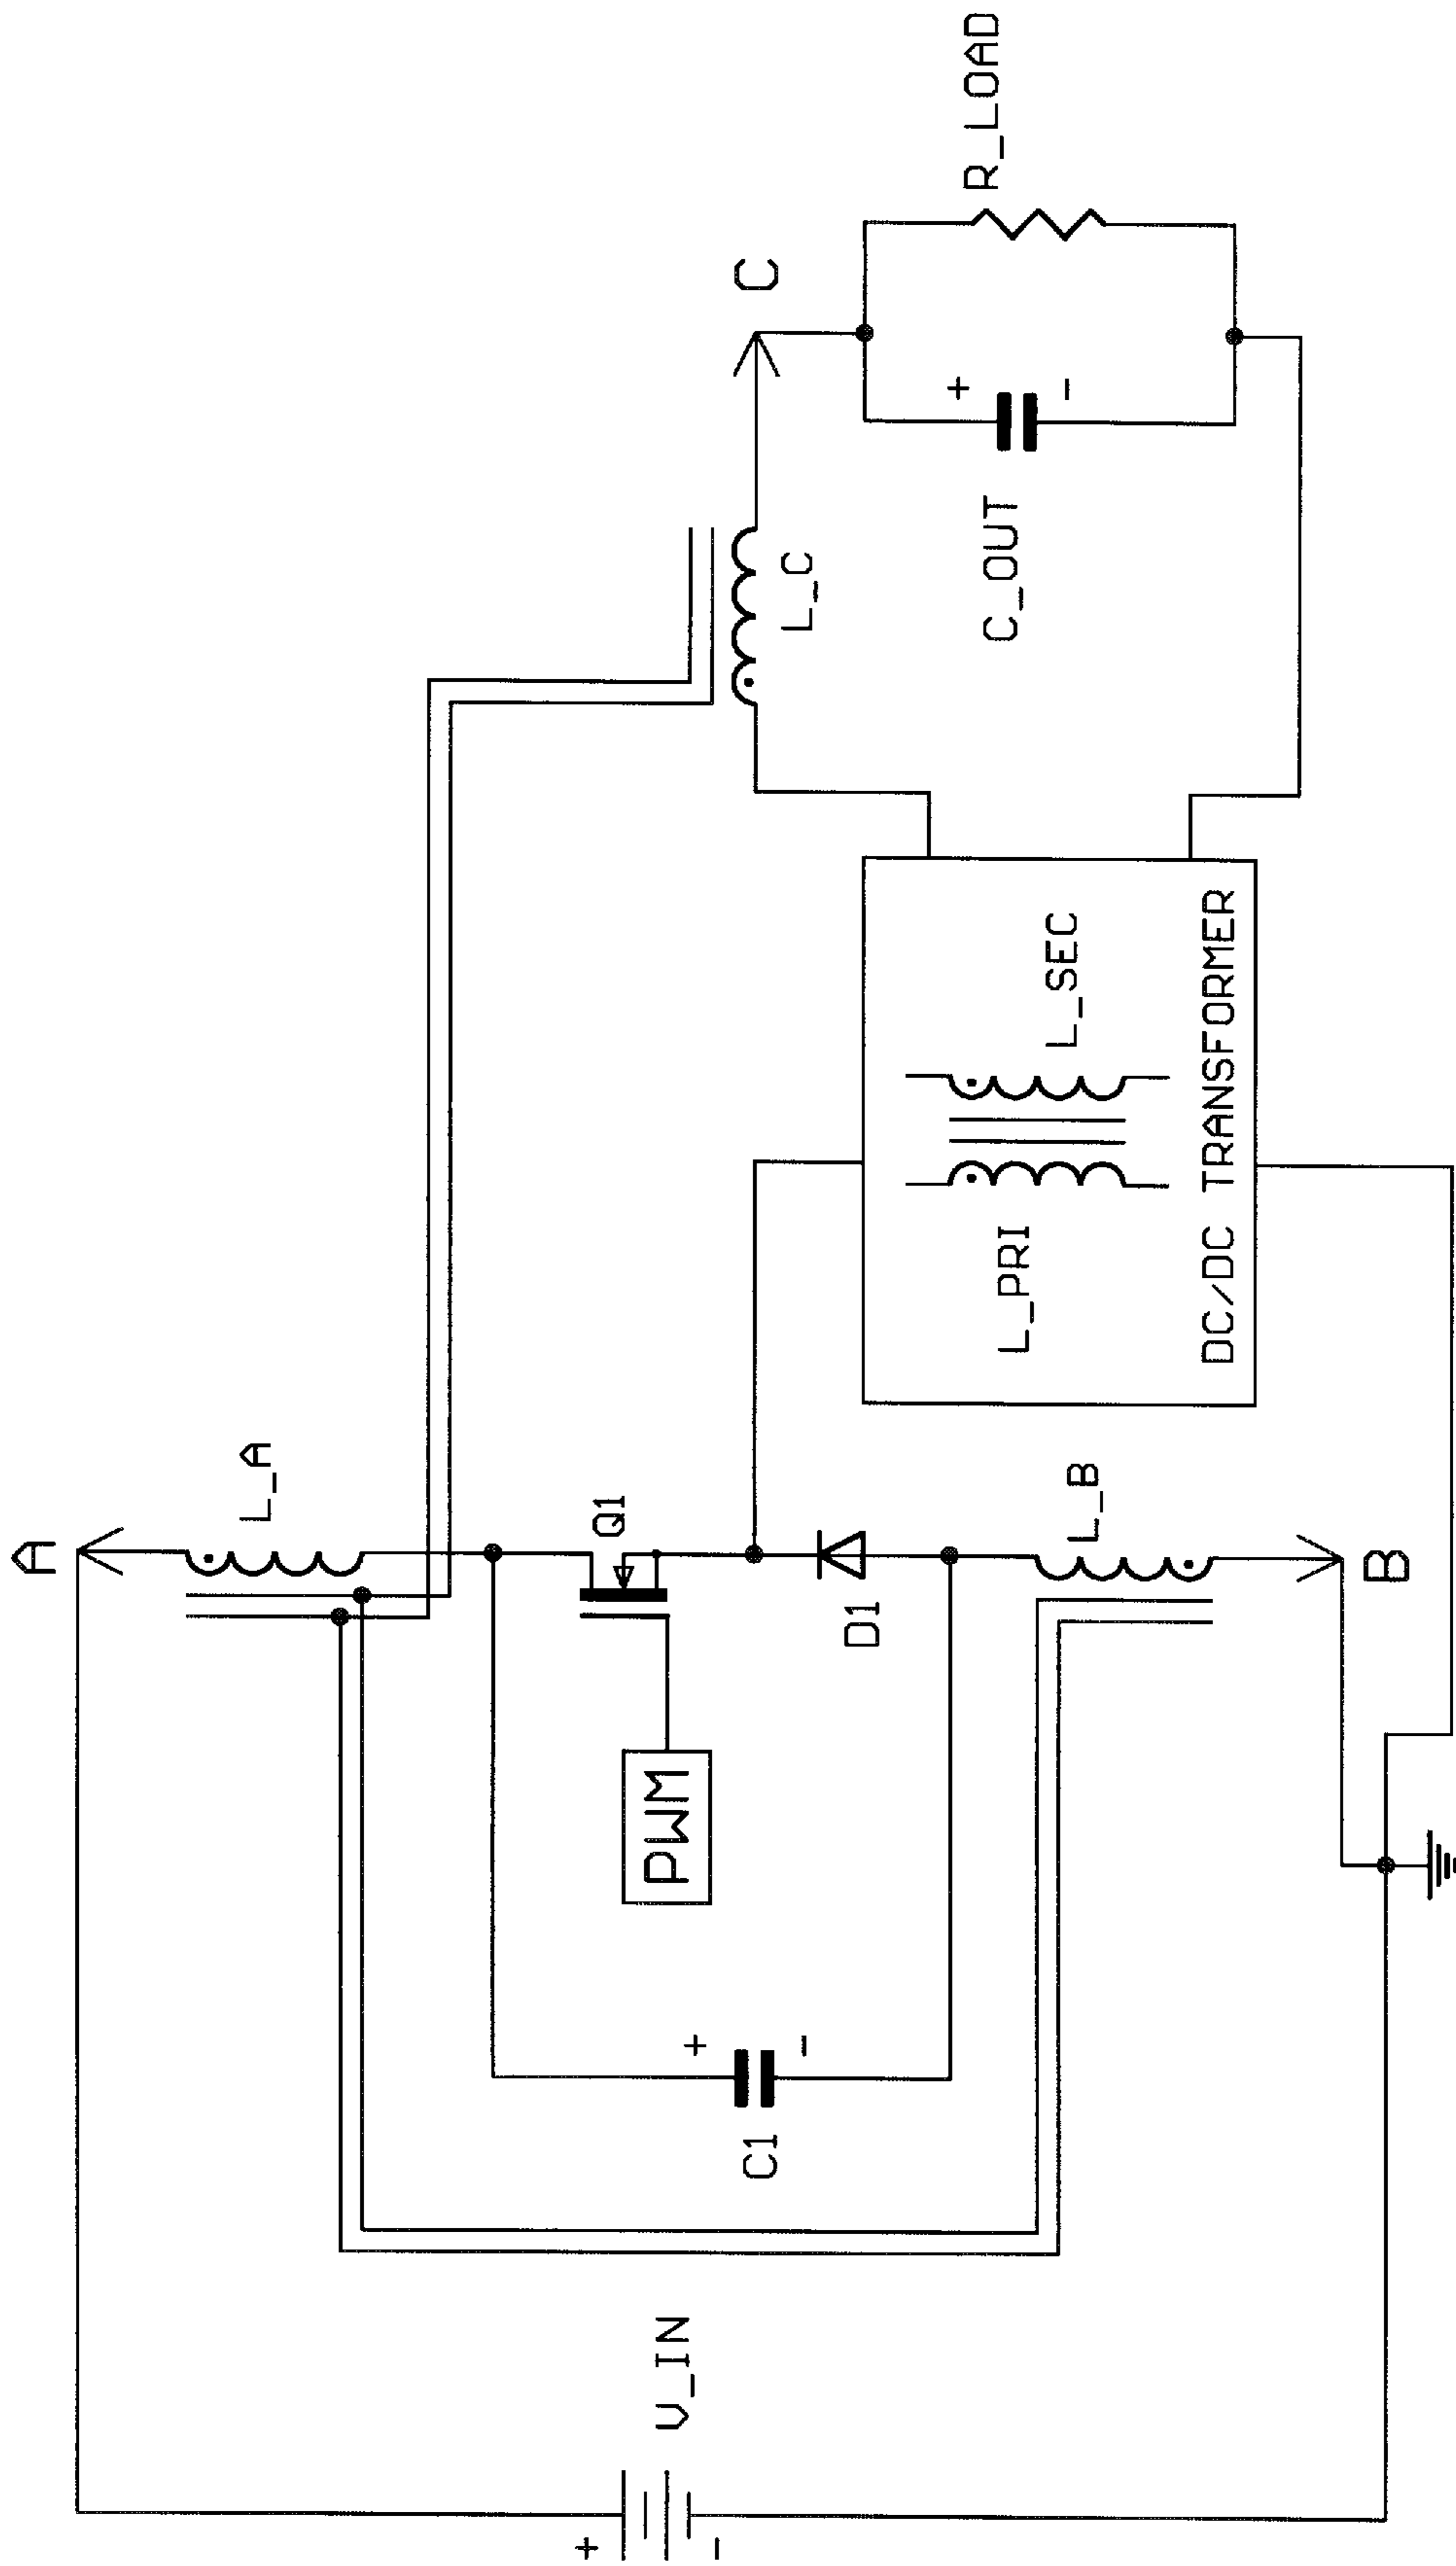 A
L_A
+
V_IN
-
C1
+
-
PWM
Q1
D1
L_B
B
L_PRI
L_SEC
DC/DC TRANSFORMER
L_C
C
C_OUT
+
-
R_LOAD